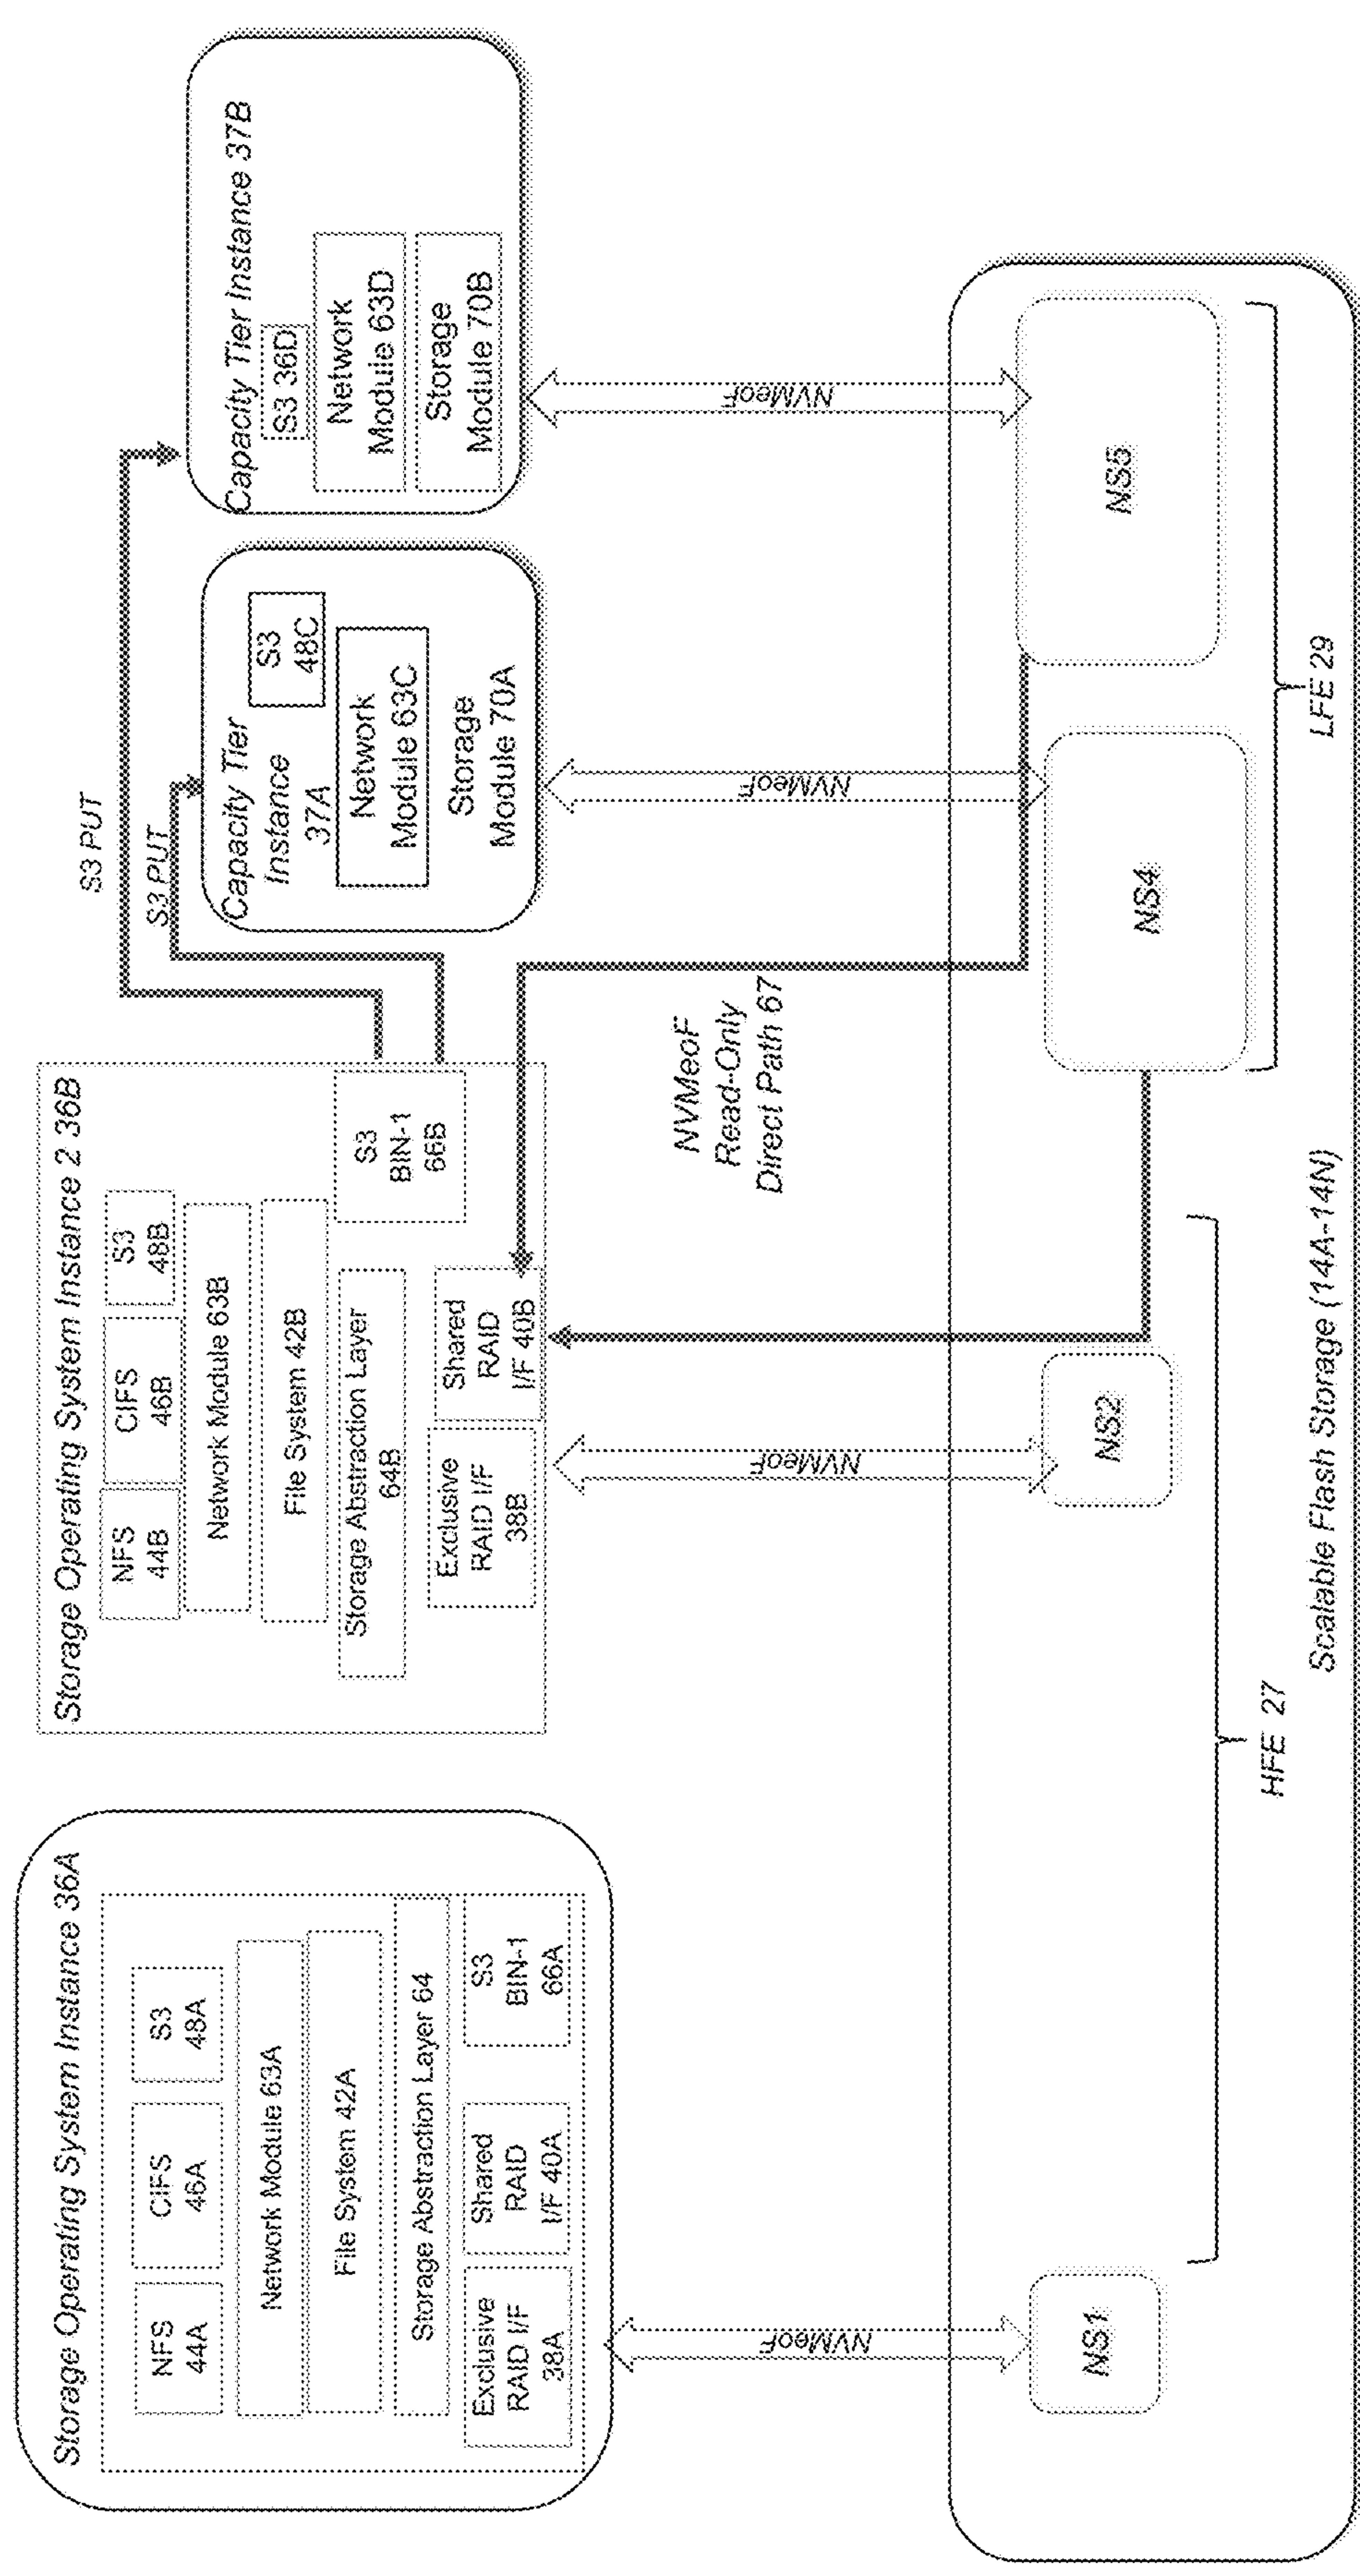 Storage Operating System Instance 36A
NFS
44A
CIFS
46A
S3
48A
Network Module 63A
File System 42A
Storage Abstraction Layer 64
Exclusive
RAID I/F
38A
Shared
RAID
I/F 40A
S3
BIN-1
66A
Storage Operating System Instance 2 36B
NFS
44B
CIFS
46B
S3
48B
Network Module 63B
File System 42B
Storage Abstraction Layer
64B
Exclusive
RAID I/F
38B
Shared
RAID
I/F 40B
S3
BIN-1
66B
S3 PUT
S3 PUT
Capacity Tier
Instance
37A
S3
48C
Network
Module 63C
Storage
Module 70A
Capacity Tier Instance 37B
S3 36D
Network
Module 63D
Storage
Module 70B
NVMeoF
NVMeoF
NVMeoF
Read-Only
Direct Path 67
NVMeoF
NVMeoF
NS1
NS2
NS4
NS5
HFE 27
LFE 29
Scalable Flash Storage (14A-14N)